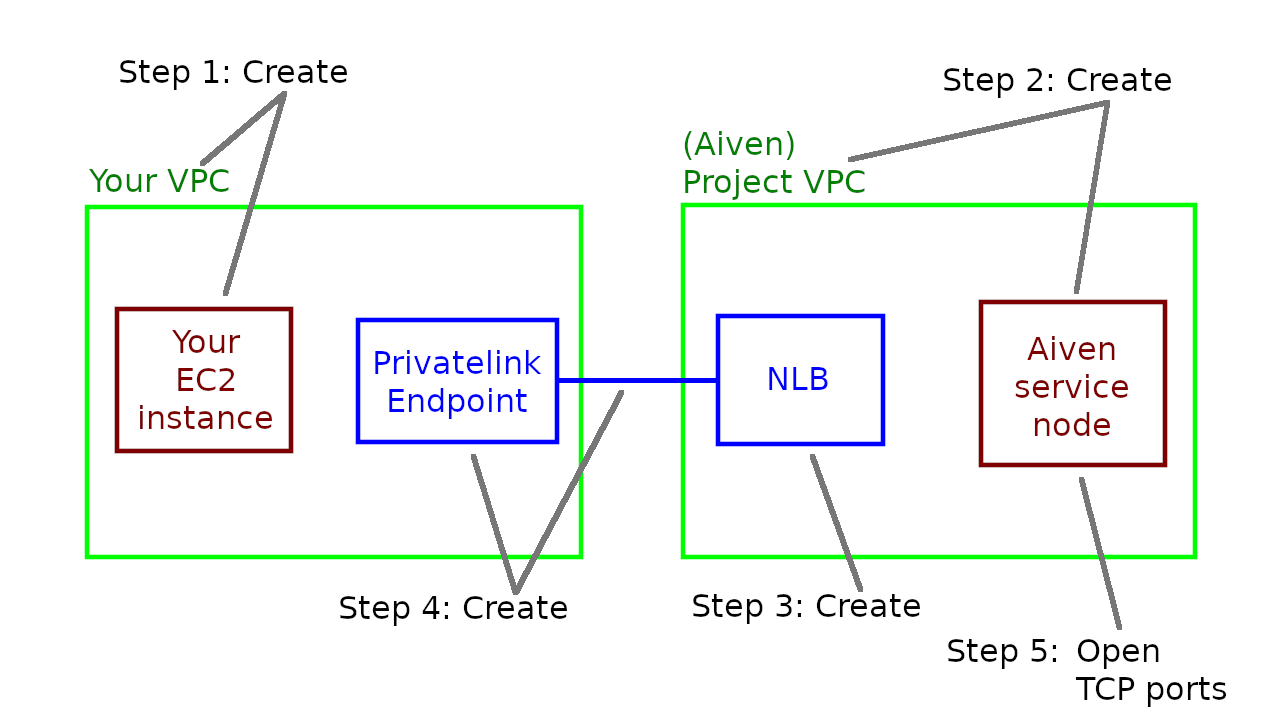 Step 1: Create
Step 2: Create
(Aiven)
Project VPC
Your VPC
Your
EC2
instance
Privatelink
Endpoint
NLB
Aiven
service
node
Step 4: Create
Step 3: Create
Step 5: Open
TCP ports